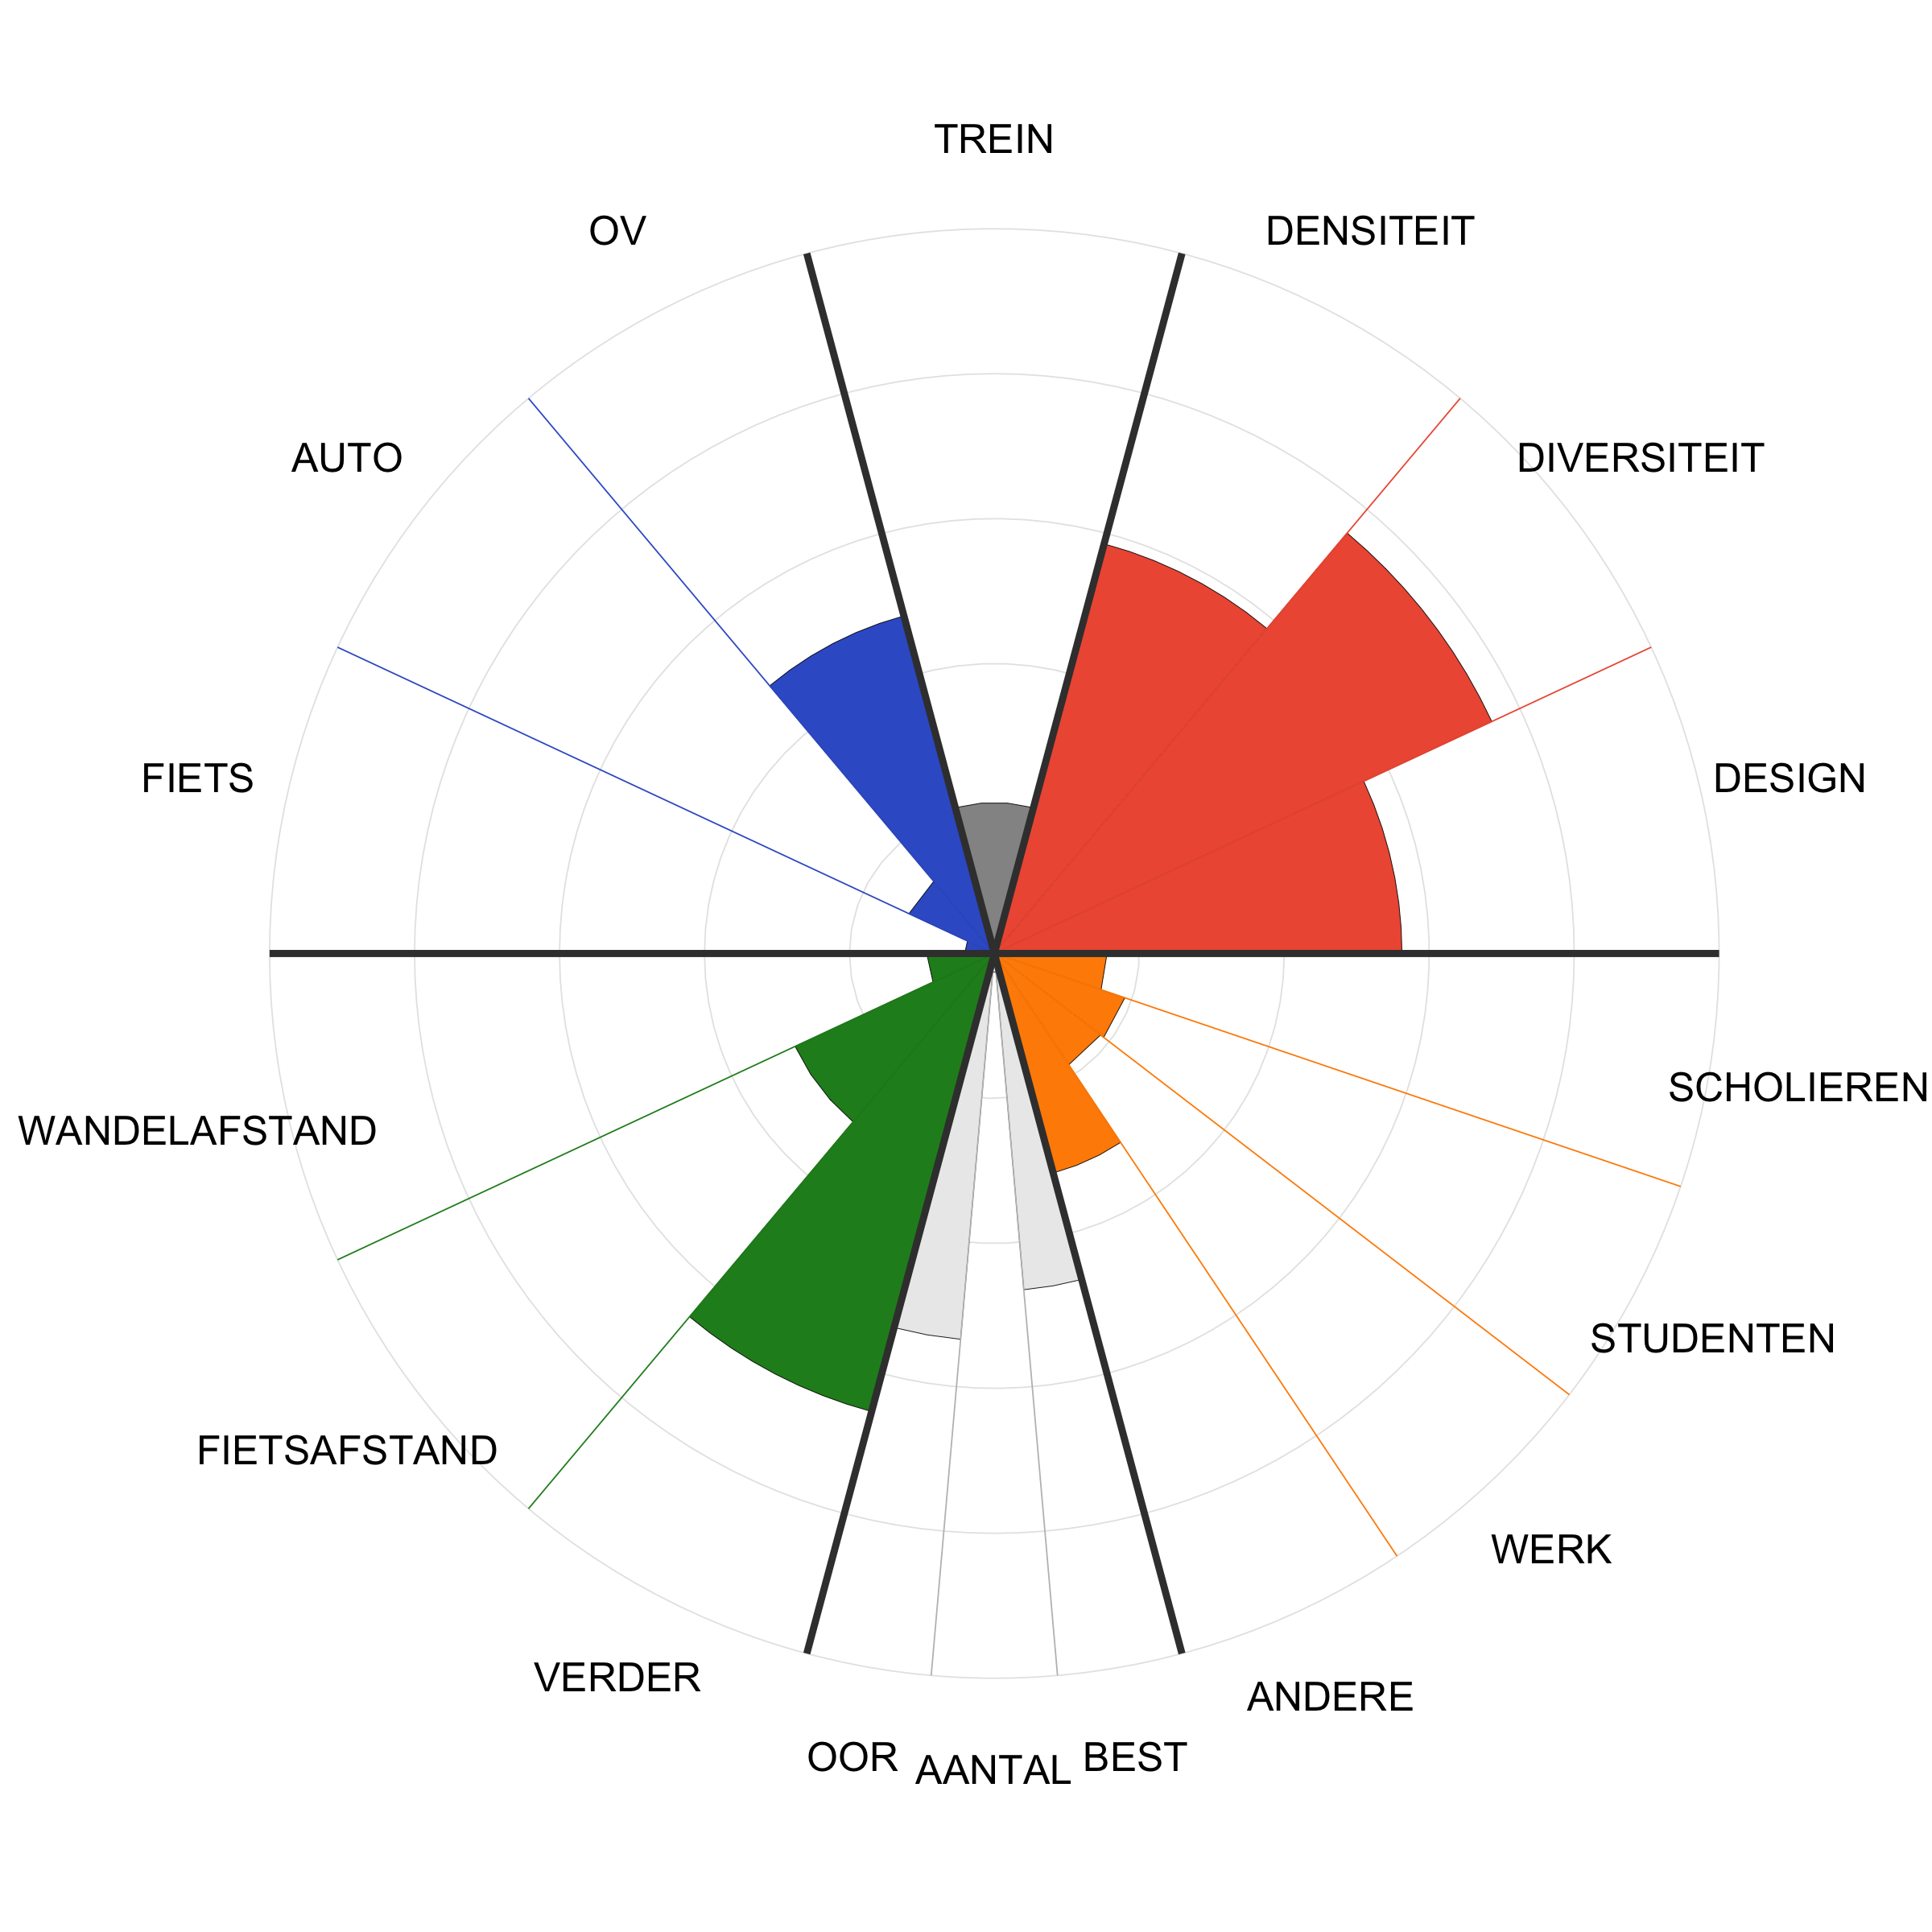 TREIN
OV
DENSITEIT
AUTO
DIVERSITEIT
FIETS
DESIGN
SCHOLIEREN
WANDELAFSTAND
STUDENTEN
FIETSAFSTAND
WERK
VERDER
ANDERE
OOR
AANTAL
BEST